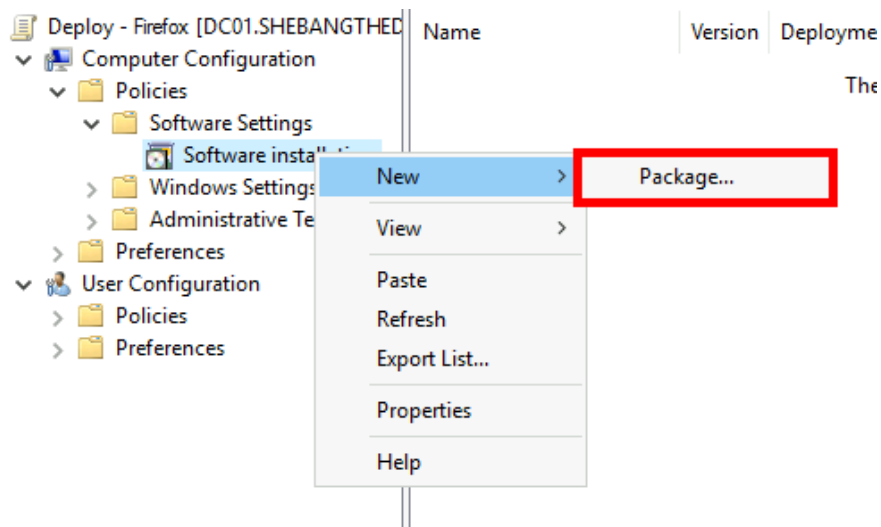 Deploy - Firefox [DC01.SHEBANGTHED
Computer Configuration
Policies
Software Settings
Software
Windows Settings
Administrative Te
Preferences
User Configuration
Policies
Preferences
Name Version Deployme
The
New
View
Paste
Refresh
Export List...
Properties
Help
Package...